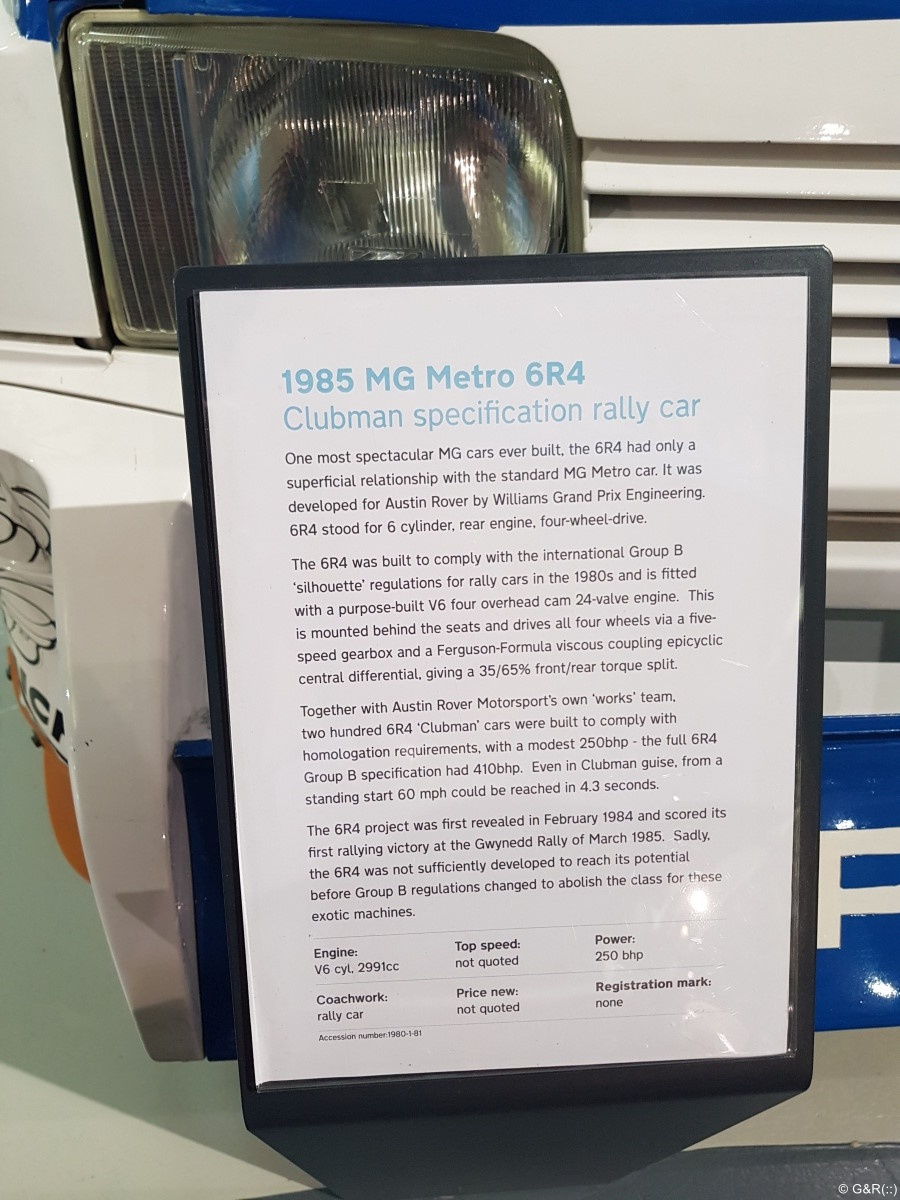 1985 MG Metro 6R4
Clubman specification rally car
One most spectacular MG cars ever built, the 6R4 had only a
superficial relationship with the standard MG Metro car. It was
developed for Austin Rover by Williams Grand Prix Engineering.
6R4 stood for 6 cylinder, rear engine, four-wheel-drive.
The 6R4 was built to comply with the international Group B
‘silhouette’ regulations for rally cars in the 1980s and is fitted
with a purpose-built V6 four overhead cam 24-valve engine.  This
is mounted behind the seats and drives all four wheels via a five-
speed gearbox and a Ferguson-Formula viscous coupling epicyclic
central differential, giving a 35/65% front/rear torque split.
Together with Austin Rover Motorsport’s own ‘works’ team,
two hundred 6R4 ‘Clubman’ cars were built to comply with
homologation requirements, with a modest 250bhp - the full 6R4
Group B specification had 410bhp.  Even in Clubman guise, from a
standing start 60 mph could be reached in 4.3 seconds.
The 6R4 project was first revealed in February 1984 and scored its
first rallying victory at the Gwynedd Rally of March 1985.  Sadly,
the 6R4 was not sufficiently developed to reach its potential
before Group B regulations changed to abolish the class for these
exotic machines.
Engine: Top speed: Power:
V6 cyl, 2991cc not quoted 250 bhp
Coachwork: Price new: Registration mark:
rally car not quoted none
Accession number:1980-1-81
© G&R(::)